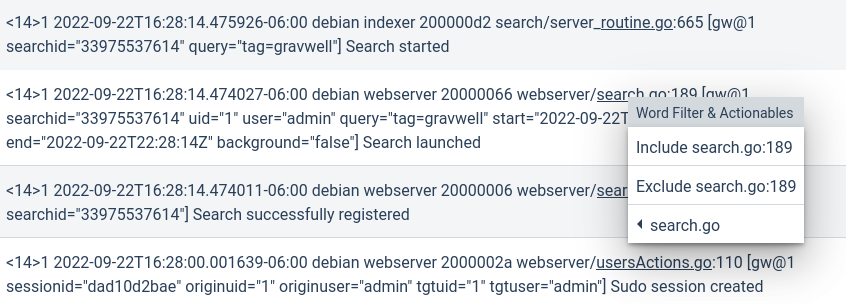 <14>1 2022-09-22T16:28:14.475926-06:00 debian indexer 200000d2 search/server_routine.go:665 [gw@1
searchid="33975537614" query="tag=gravwell"] Search started
<14>1 2022-09-22T16:28:14.474027-06:00 debian webserver 20000066 webserver/search.go:189 [gw@1
searchid="33975537614" uid="1" user="admin" query="tag=gravwell" start="2022-09-22T
end="2022-09-22T22:28:14Z" background="false"] Search launched
Word Filter & Actionables
Include search.go:189
Exclude search.go:189
search.go
<14>1 2022-09-22T16:28:14.474011-06:00 debian webserver 20000006 webserver/sear
searchid="33975537614"] Search successfully registered
<14>1 2022-09-22T16:28:00.001639-06:00 debian webserver 2000002a webserver/usersActions.go:110 [gw@1
sessionid="dad10d2bae" originuid="1" originuser="admin" tgtuid="1" tgtuser="admin"] Sudo session created